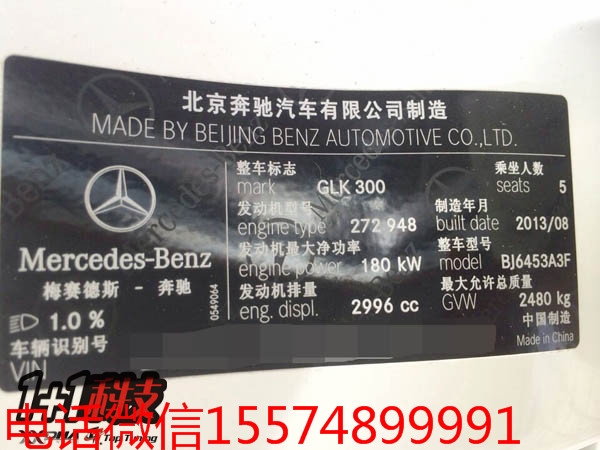 北京奔驰汽车有限公司制造
MADE BY BEIJING BENZ AUTOMOTIVE CO.,LTD.
整车标志 乘坐人数
mark GLK 300 seats 5
发动机型号 制造年月
engine type 272 948 built date 2013/08
发动机最大净功率 整车型号
engine power 180 kW model BJ6453A3F
发动机排量 最大允许总质量
eng. displ. 2996 cc GVW 2480 kg
中国制造
Made in China
Mercedes-Benz
梅赛德斯 - 奔驰
1.0 %
0549064
车辆识别号
VIN
1+1科技
Top Tuning
电话微信15574899991